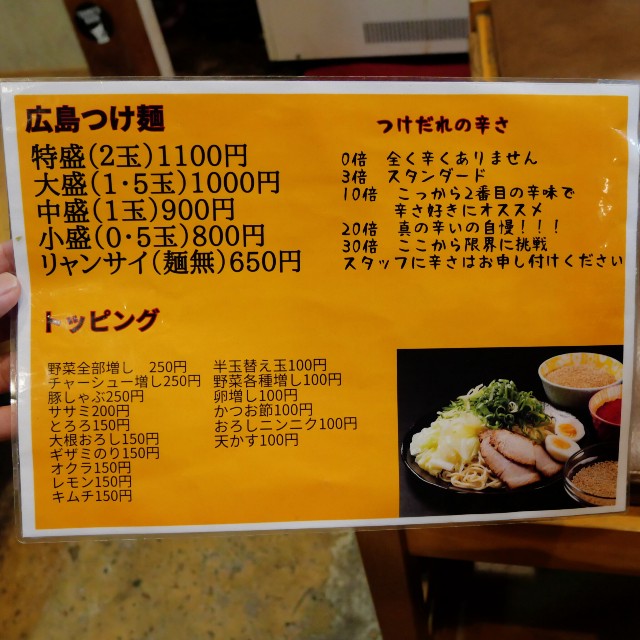 広島つけ麺
特盛(2玉)1100円
大盛(1・5玉)1000円
中盛(1玉)900円
小盛(0・5玉)800円
リャンサイ(麺無)650円
つけだれの辛さ
0倍 全く辛くありません
3倍 スタンダード
10倍 こっから2番目の辛味で
辛さ好きにオススメ
20倍 真の辛いの自慢！！！
30倍 ここから限界に挑戦
スタッフに辛さはお申し付けください
トッピング
野菜全部増し 250円
チャーシュー増し250円
豚しゃぶ250円
ササミ200円
とろろ150円
大根おろし150円
ギザミのり150円
オクラ150円
レモン150円
キムチ150円
半玉替え玉100円
野菜各種増し100円
卵増し100円
かつお節100円
おろしニンニク100円
天かす100円